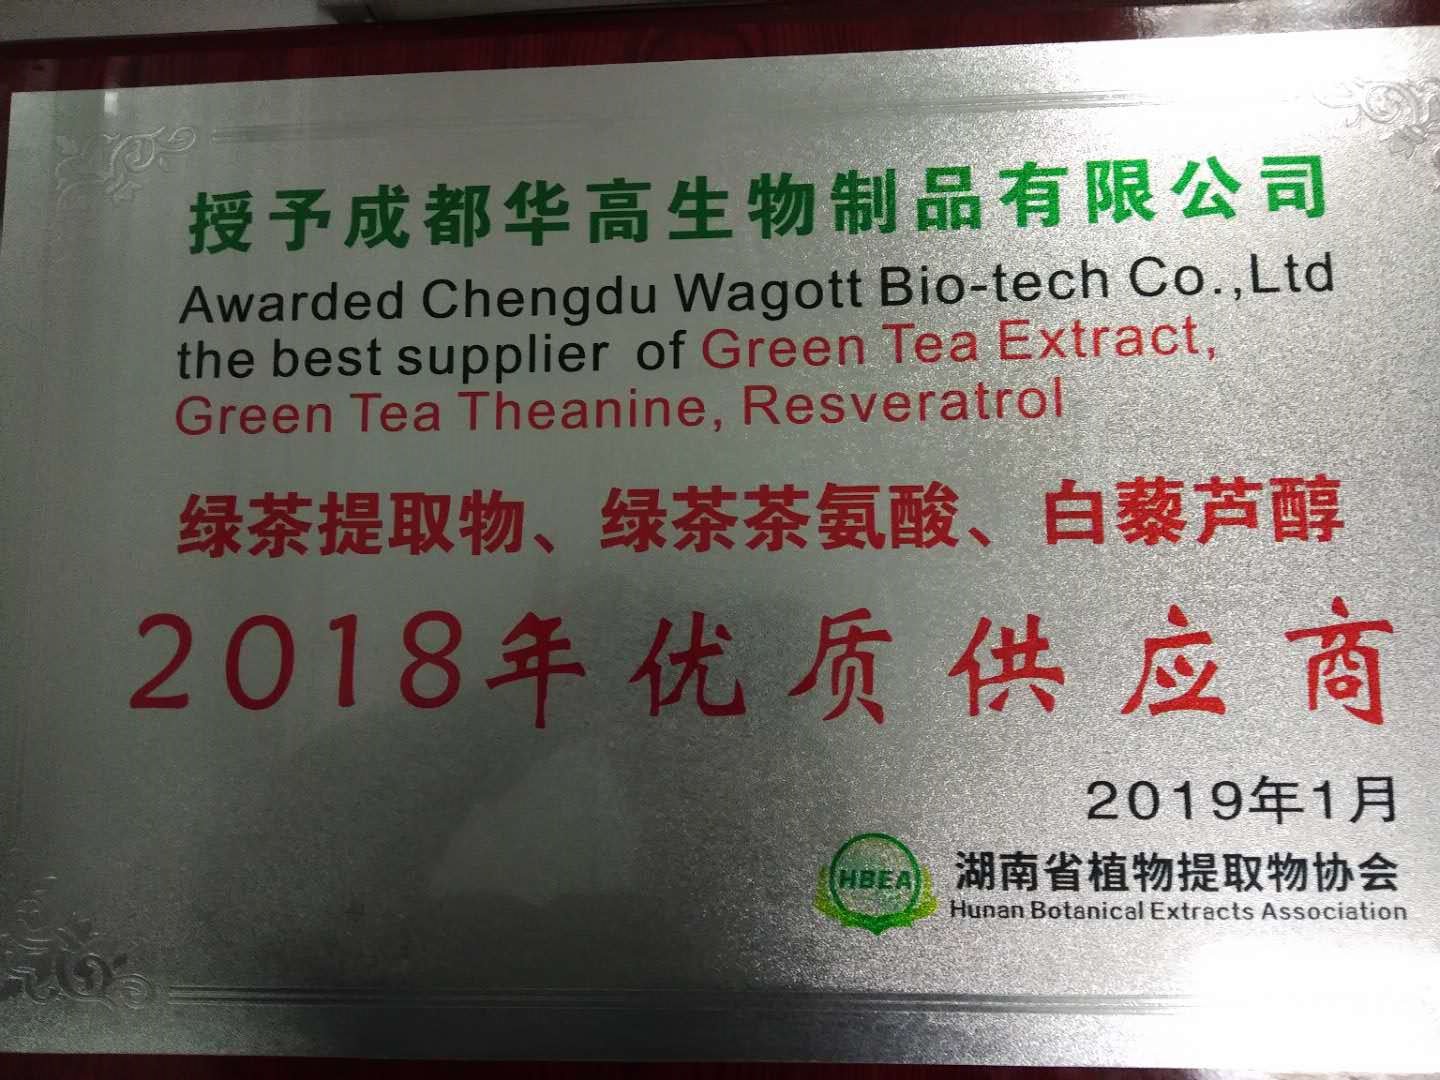 授予成都华高生物制品有限公司
Awarded Chengdu Wagott Bio-tech Co.,Ltd
the best supplier of Green Tea Extract,
Green Tea Theanine, Resveratrol
绿茶提取物、绿茶茶氨酸、白藜芦醇
2018年优质供应商
2019年1月
HBEA
湖南省植物提取物协会
Hunan Botanical Extracts Association